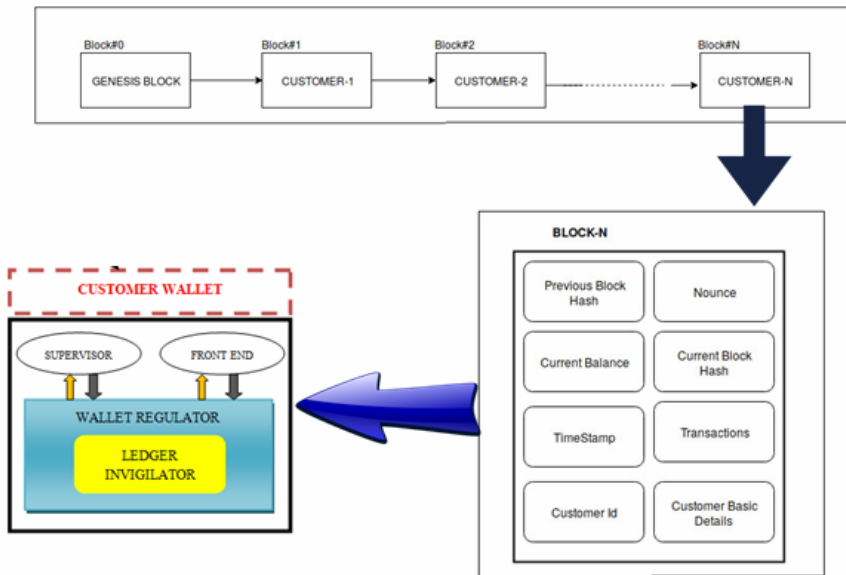 Block#0
Block#1
Block#2
Block#N
GENESIS BLOCK
CUSTOMER-1
CUSTOMER-2
CUSTOMER-N
BLOCK-N
Previous Block
Hash
Nounce
Current Balance
Current Block
Hash
TimeStamp
Transactions
Customer Id
Customer Basic
Details
CUSTOMER WALLET
SUPERVISOR
FRONT END
WALLET REGULATOR
LEDGER
INVIGILATOR